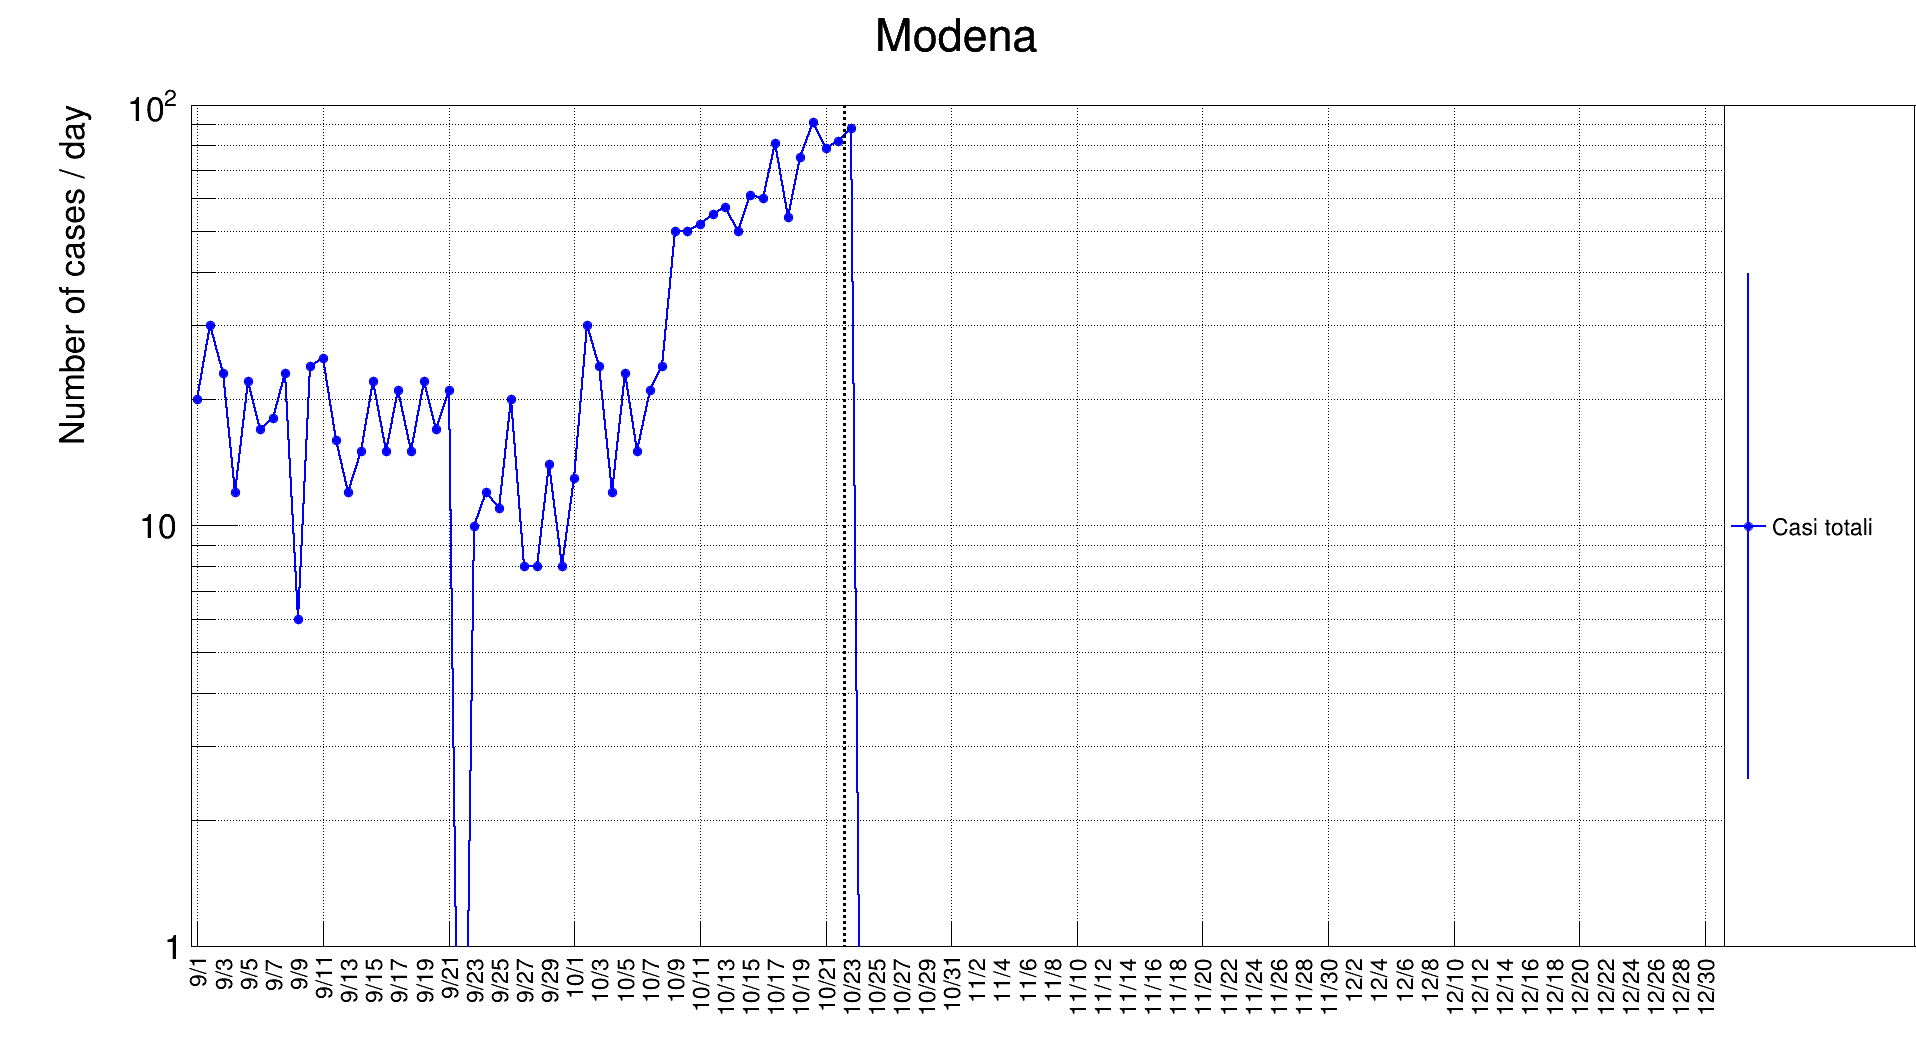 Modena
Number of cases / day
10²
10
1
9/1 9/3 9/5 9/7 9/9 9/11 9/13 9/15 9/17 9/19 9/21 9/23 9/25 9/27 9/29 10/1 10/3 10/5 10/7 10/9 10/11 10/13 10/15 10/17 10/19 10/21 10/23 10/25 10/27 10/29 10/31 11/2 11/4 11/6 11/8 11/10 11/12 11/14 11/16 11/18 11/20 11/22 11/24 11/26 11/28 11/30 12/2 12/4 12/6 12/8 12/10 12/12 12/14 12/16 12/18 12/20 12/22 12/24 12/26 12/28 12/30
Casi totali